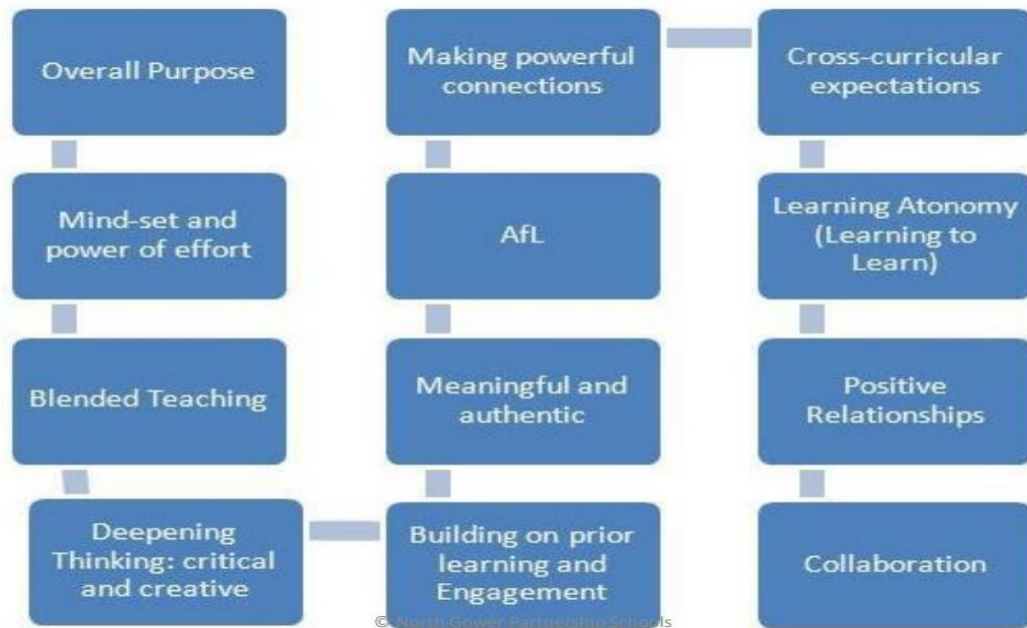 Overall Purpose
Mind-set and
power of effort
Blended Teaching
Deepening
Thinking: critical
and creative
Building on prior
learning and
Engagement
Meaningful and
authentic
AfL
Making powerful
connections
Cross-curricular
expectations
Learning Atonomy
(Learning to
Learn)
Positive
Relationships
Collaboration
© North Gower Partnership Schools